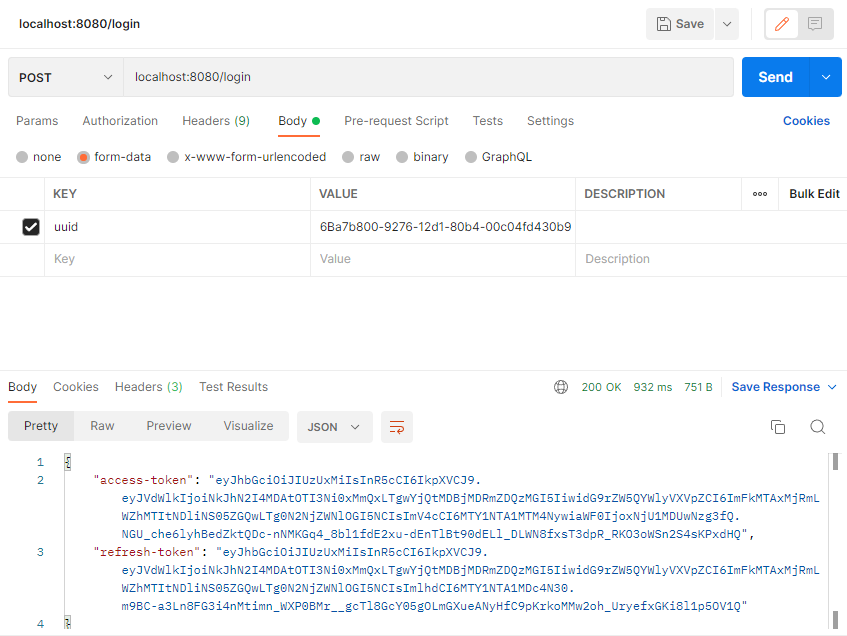 localhost:8080/login
Save
POST
localhost:8080/login
Send
Params Authorization Headers (9) Body Pre-request Script Tests Settings Cookies
none form-data x-www-form-urlencoded raw binary GraphQL
KEY VALUE DESCRIPTION Bulk Edit
uuid 6Ba7b800-9276-12d1-80b4-00c04fd430b9
Key Value Description
Body Cookies Headers (3) Test Results 200 OK 932 ms 751 B Save Response
Pretty Raw Preview Visualize JSON
1 {
2 "access-token": "eyJhbGciOiJIUzUxMiIsInR5cCI6IkpXVCJ9.
eyJVdWlkIjoiNkJhN2I4MDAtOTI3Ni0xMmQxLTgwYjQtMDBjMDRmZDQzMGI5IiwidG9rZW5QYWlyVXVpZCI6ImFkMTAxMjRmL
WZhMTItNDliNS05ZGQwLTg0N2NjZWNlOGI5NCIsImV4cCI6MTY1NTA1MTM4NywiaWF0IjoxNjU1MDUwNzg3fQ.
NGU_che6lyhBedZktQDc-nNMKGq4_8bl1fdE2xu-dEnTlBt90dELl_DLWN8fxsT3dpR_RKO3oWSn2S4sKPxdHQ",
3 "refresh-token": "eyJhbGciOiJIUzUxMiIsInR5cCI6IkpXVCJ9.
eyJVdWlkIjoiNkJhN2I4MDAtOTI3Ni0xMmQxLTgwYjQtMDBjMDRmZDQzMGI5IiwidG9rZW5QYWlyVXVpZCI6ImFkMTAxMjRmL
WZhMTItNDliNS05ZGQwLTg0N2NjZWNlOGI5NCIsImlhdCI6MTY1NTA1MDc4N30.
m9BC-a3Ln8FG3i4nMtimn_WXP0BMr__gcTl8GcY05gOLmGXueANyHfC9pKrkoMMw2oh_UryefxGKi8l1p5OV1Q"
4 }